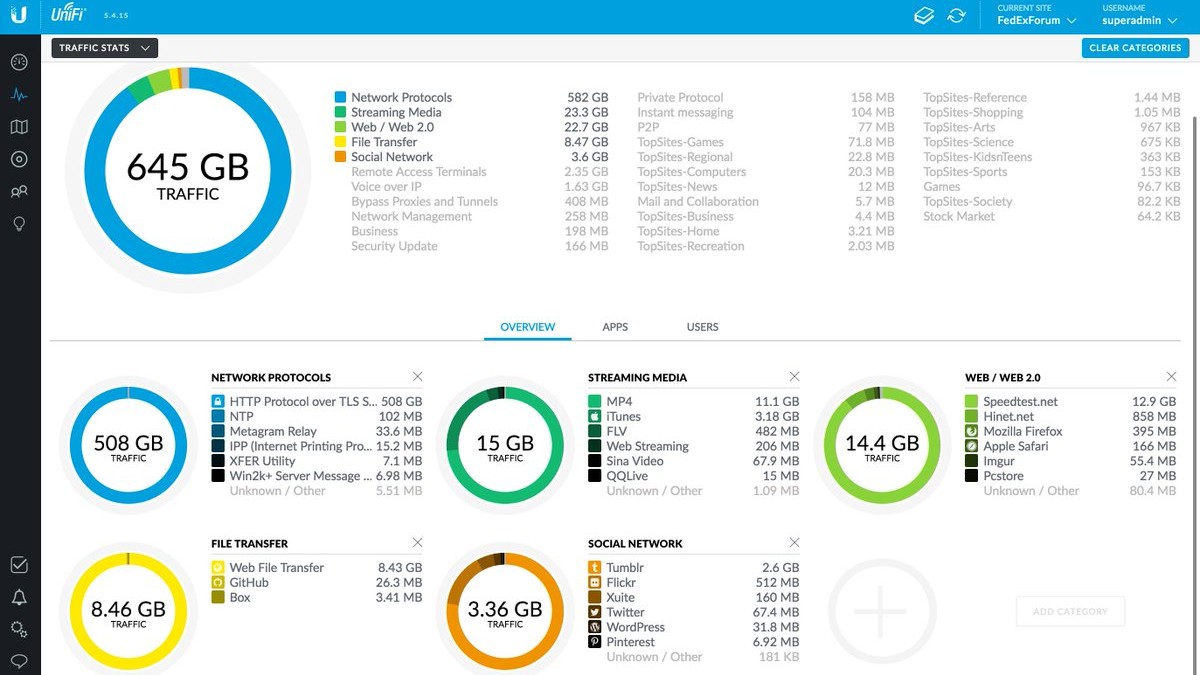 UniFi 5.4.15
CURRENT SITE
FedExForum
USERNAME
superadmin
TRAFFIC STATS
CLEAR CATEGORIES
645 GB
TRAFFIC
Network Protocols 582 GB
Streaming Media 23.3 GB
Web / Web 2.0 22.7 GB
File Transfer 8.47 GB
Social Network 3.6 GB
Remote Access Terminals 2.35 GB
Voice over IP 1.63 GB
Bypass Proxies and Tunnels 408 MB
Network Management 258 MB
Business 198 MB
Security Update 166 MB
Private Protocol 158 MB
Instant messaging 104 MB
P2P 77 MB
TopSites-Games 71.8 MB
TopSites-Regional 22.8 MB
TopSites-Computers 20.3 MB
TopSites-News 12 MB
Mail and Collaboration 5.7 MB
TopSites-Business 4.4 MB
TopSites-Home 3.21 MB
TopSites-Recreation 2.03 MB
TopSites-Reference 1.44 MB
TopSites-Shopping 1.05 MB
TopSites-Arts 967 KB
TopSites-Science 675 KB
TopSites-KidsnTeens 363 KB
TopSites-Sports 153 KB
Games 96.7 KB
TopSites-Society 82.2 KB
Stock Market 64.2 KB
OVERVIEW
APPS
USERS
NETWORK PROTOCOLS
508 GB
TRAFFIC
HTTP Protocol over TLS S... 508 GB
NTP 102 MB
Metagram Relay 33.6 MB
IPP (Internet Printing Pro... 15.2 MB
XFER Utility 7.1 MB
Win2k+ Server Message ... 6.98 MB
Unknown / Other 5.51 MB
STREAMING MEDIA
15 GB
TRAFFIC
MP4 11.1 GB
iTunes 3.18 GB
FLV 482 MB
Web Streaming 206 MB
Sina Video 67.9 MB
QQLive 15 MB
Unknown / Other 1.09 MB
WEB / WEB 2.0
14.4 GB
TRAFFIC
Speedtest.net 12.9 GB
Hinet.net 858 MB
Mozilla Firefox 395 MB
Apple Safari 166 MB
Imgur 55.4 MB
Pcstore 27 MB
Unknown / Other 80.4 MB
FILE TRANSFER
8.46 GB
TRAFFIC
Web File Transfer 8.43 GB
GitHub 26.3 MB
Box 3.41 MB
SOCIAL NETWORK
3.36 GB
TRAFFIC
Tumblr 2.6 GB
Flickr 512 MB
Xuite 160 MB
Twitter 67.4 MB
WordPress 31.8 MB
Pinterest 6.92 MB
Unknown / Other 181 KB
ADD CATEGORY